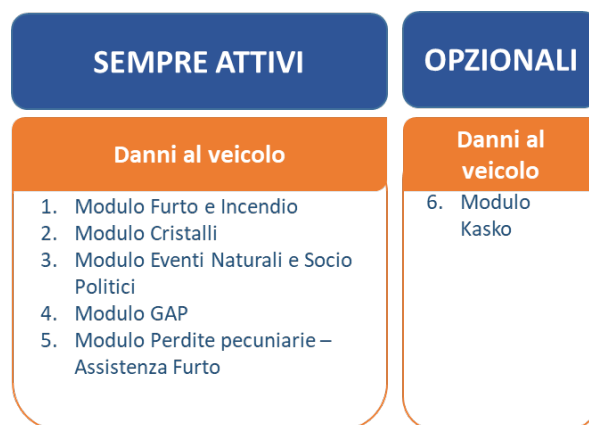 SEMPRE ATTIVI
Danni al veicolo
1. Modulo Furto e Incendio
2. Modulo Cristalli
3. Modulo Eventi Naturali e Socio
Politici
4. Modulo GAP
5. Modulo Perdite pecuniarie –
Assistenza Furto
OPZIONALI
Danni al
veicolo
6. Modulo
Kasko